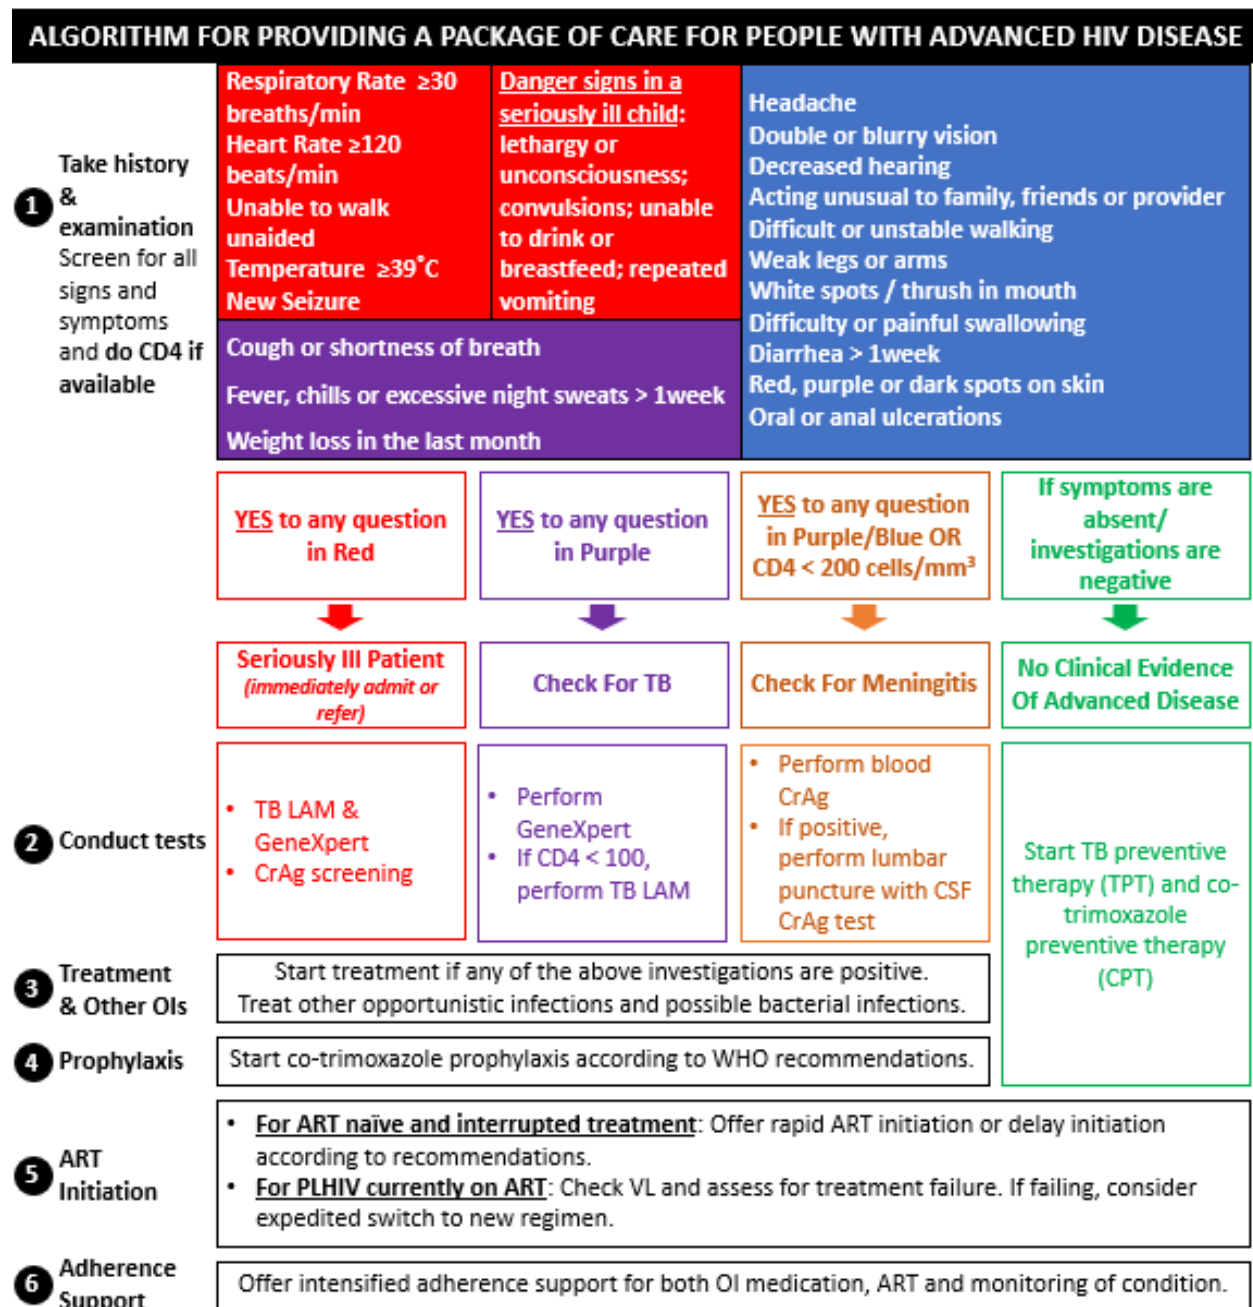 ALGORITHM FOR PROVIDING A PACKAGE OF CARE FOR PEOPLE WITH ADVANCED HIV DISEASE
1
Take history
&
examination
Screen for all
signs and
symptoms
and do CD4 if
available
Respiratory Rate ≥30
breaths/min
Heart Rate ≥120
beats/min
Unable to walk
unaided
Temperature ≥39˚C
New Seizure
Danger signs in a
seriously ill child:
lethargy or
unconsciousness;
convulsions; unable
to drink or
breastfeed; repeated
vomiting
Headache
Double or blurry vision
Decreased hearing
Acting unusual to family, friends or provider
Difficult or unstable walking
Weak legs or arms
White spots / thrush in mouth
Difficulty or painful swallowing
Diarrhea > 1week
Red, purple or dark spots on skin
Oral or anal ulcerations
Cough or shortness of breath
Fever, chills or excessive night sweats > 1week
Weight loss in the last month
YES to any question
in Red
YES to any question
in Purple
YES to any question
in Purple/Blue OR
CD4 < 200 cells/mm³
If symptoms are
absent/
investigations are
negative
Seriously Ill Patient
(immediately admit or
refer)
Check For TB
Check For Meningitis
No Clinical Evidence
Of Advanced Disease
2 Conduct tests
• TB LAM &
GeneXpert
• CrAg screening
• Perform
GeneXpert
• If CD4 < 100,
perform TB LAM
• Perform blood
CrAg
• If positive,
perform lumbar
puncture with CSF
CrAg test
Start TB preventive
therapy (TPT) and co-
trimoxazole
preventive therapy
(CPT)
3 Treatment
& Other OIs
Start treatment if any of the above investigations are positive.
Treat other opportunistic infections and possible bacterial infections.
4 Prophylaxis
Start co-trimoxazole prophylaxis according to WHO recommendations.
5 ART
Initiation
• For ART naïve and interrupted treatment: Offer rapid ART initiation or delay initiation
according to recommendations.
• For PLHIV currently on ART: Check VL and assess for treatment failure. If failing, consider
expedited switch to new regimen.
6 Adherence
Support
Offer intensified adherence support for both OI medication, ART and monitoring of condition.